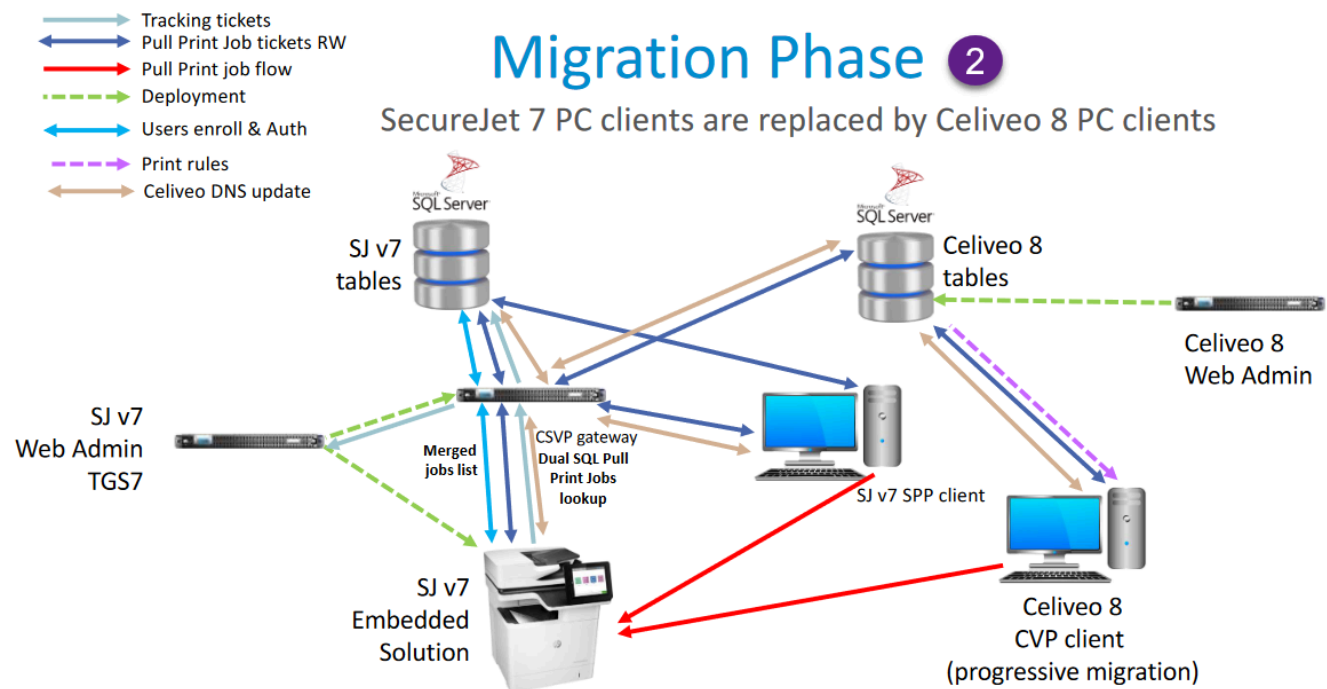 Tracking tickets
Pull Print Job tickets RW
Pull Print job flow
Deployment
Users enroll & Auth
Print rules
Celiveo DNS update
Migration Phase 2
SecureJet 7 PC clients are replaced by Celiveo 8 PC clients
Microsoft
SQL Server
SJ v7
tables
Microsoft
SQL Server
Celiveo 8
tables
Celiveo 8
Web Admin
SJ v7
Web Admin
TGS7
Merged
jobs list
CSVP gateway
Dual SQL Pull
Print Jobs
lookup
SJ v7 SPP client
SJ v7
Embedded
Solution
Celiveo 8
CVP client
(progressive migration)